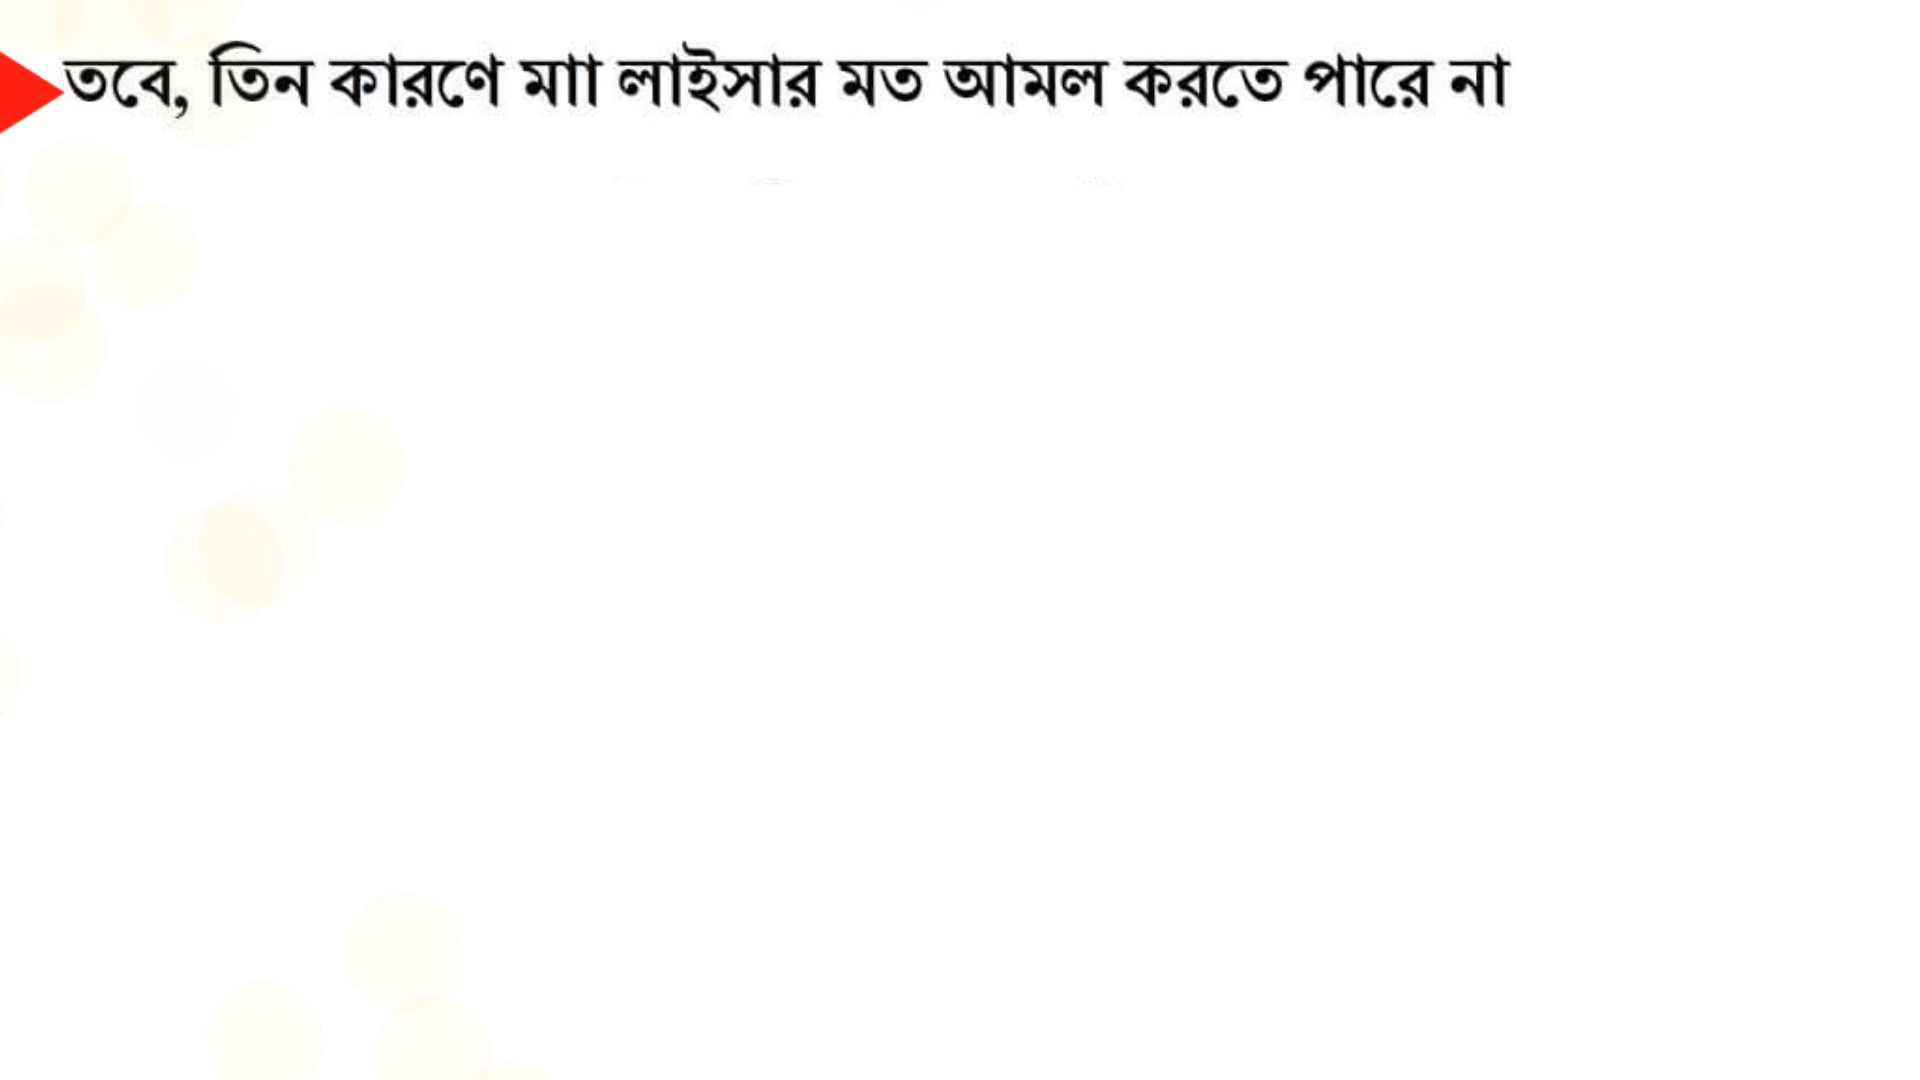 তবে, তিন কারণে মাা লাইসার মত আমল করতে পারে না